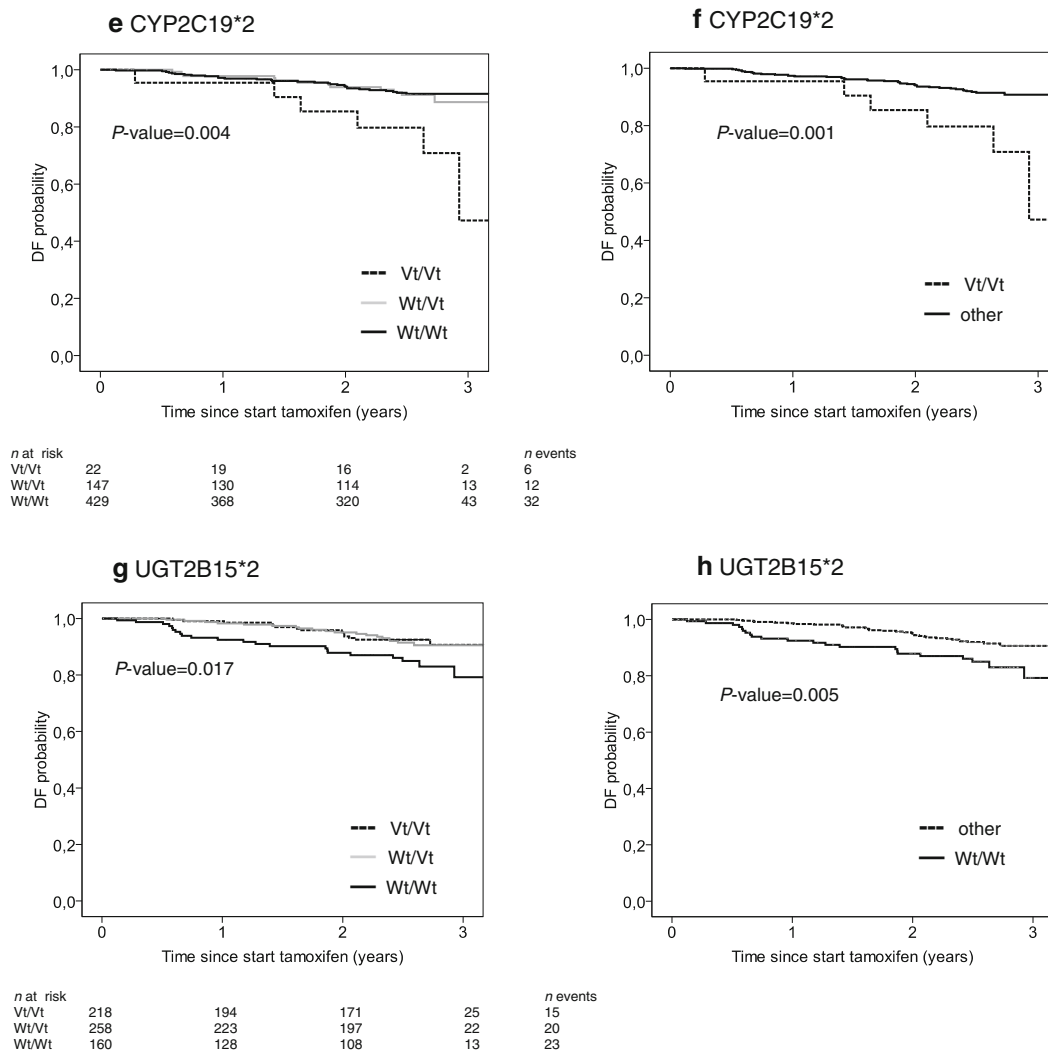 e CYP2C19*2
1,0
0,8
0,6
0,4
0,2
0,0
DF probability
P-value=0.004
Vt/Vt
Wt/Vt
Wt/Wt
0 1 2 3
Time since start tamoxifen (years)
f CYP2C19*2
1,0
0,8
0,6
0,4
0,2
0,0
DF probability
P-value=0.001
Vt/Vt
other
0 1 2 3
Time since start tamoxifen (years)
n at risk n events
Vt/Vt 22 19 16 2 6
Wt/Vt 147 130 114 13 12
Wt/Wt 429 368 320 43 32
g UGT2B15*2
1,0
0,8
0,6
0,4
0,2
0,0
DF probability
P-value=0.017
Vt/Vt
Wt/Vt
Wt/Wt
0 1 2 3
Time since start tamoxifen (years)
h UGT2B15*2
1,0
0,8
0,6
0,4
0,2
0,0
DF probability
P-value=0.005
other
Wt/Wt
0 1 2 3
Time since start tamoxifen (years)
n at risk n events
Vt/Vt 218 194 171 25 15
Wt/Vt 258 223 197 22 20
Wt/Wt 160 128 108 13 23